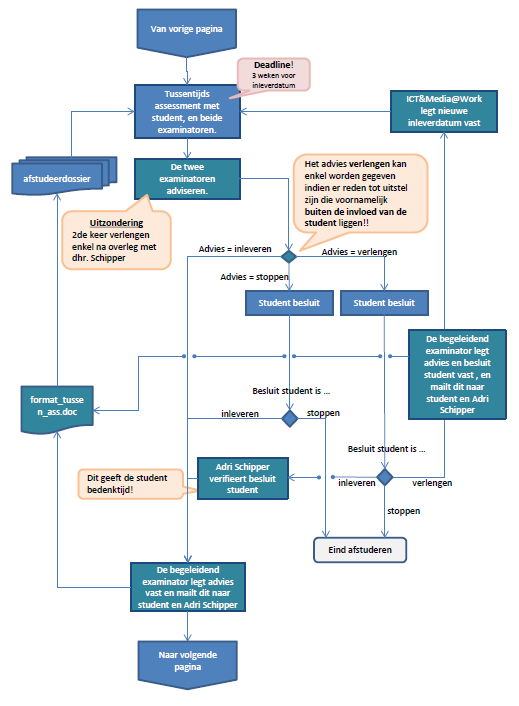 Van vorige pagina
Deadline!
3 weken voor
inleverdatum
Tussentijds
assessment met
student, en beide
examinatoren.
ICT&Media@Work
legt nieuwe
inleverdatum vast
afstudeerdossier
De twee
examinatoren
adviseren.
Het advies verlengen kan
enkel worden gegeven
indien er reden tot uitstel
zijn die voornamelijk
buiten de invloed van de
student liggen!!
Uitzondering
2de keer verlengen
enkel na overleg met
dhr. Schipper
Advies = inleveren
Advies = verlengen
Advies = stoppen
Student besluit
Student besluit
De begeleidend
examinator legt
advies en besluit
student vast , en
mailt dit naar
student en Adri
Schipper
format_tusse
n_ass.doc
Besluit student is ...
inleveren
stoppen
Besluit student is ...
Adri Schipper
verifieert besluit
student
Dit geeft de student
bedenktijd!
inleveren
verlengen
stoppen
Eind afstuderen
De begeleidend
examinator legt advies
vast en mailt dit naar
student en Adri Schipper
Naar volgende
pagina